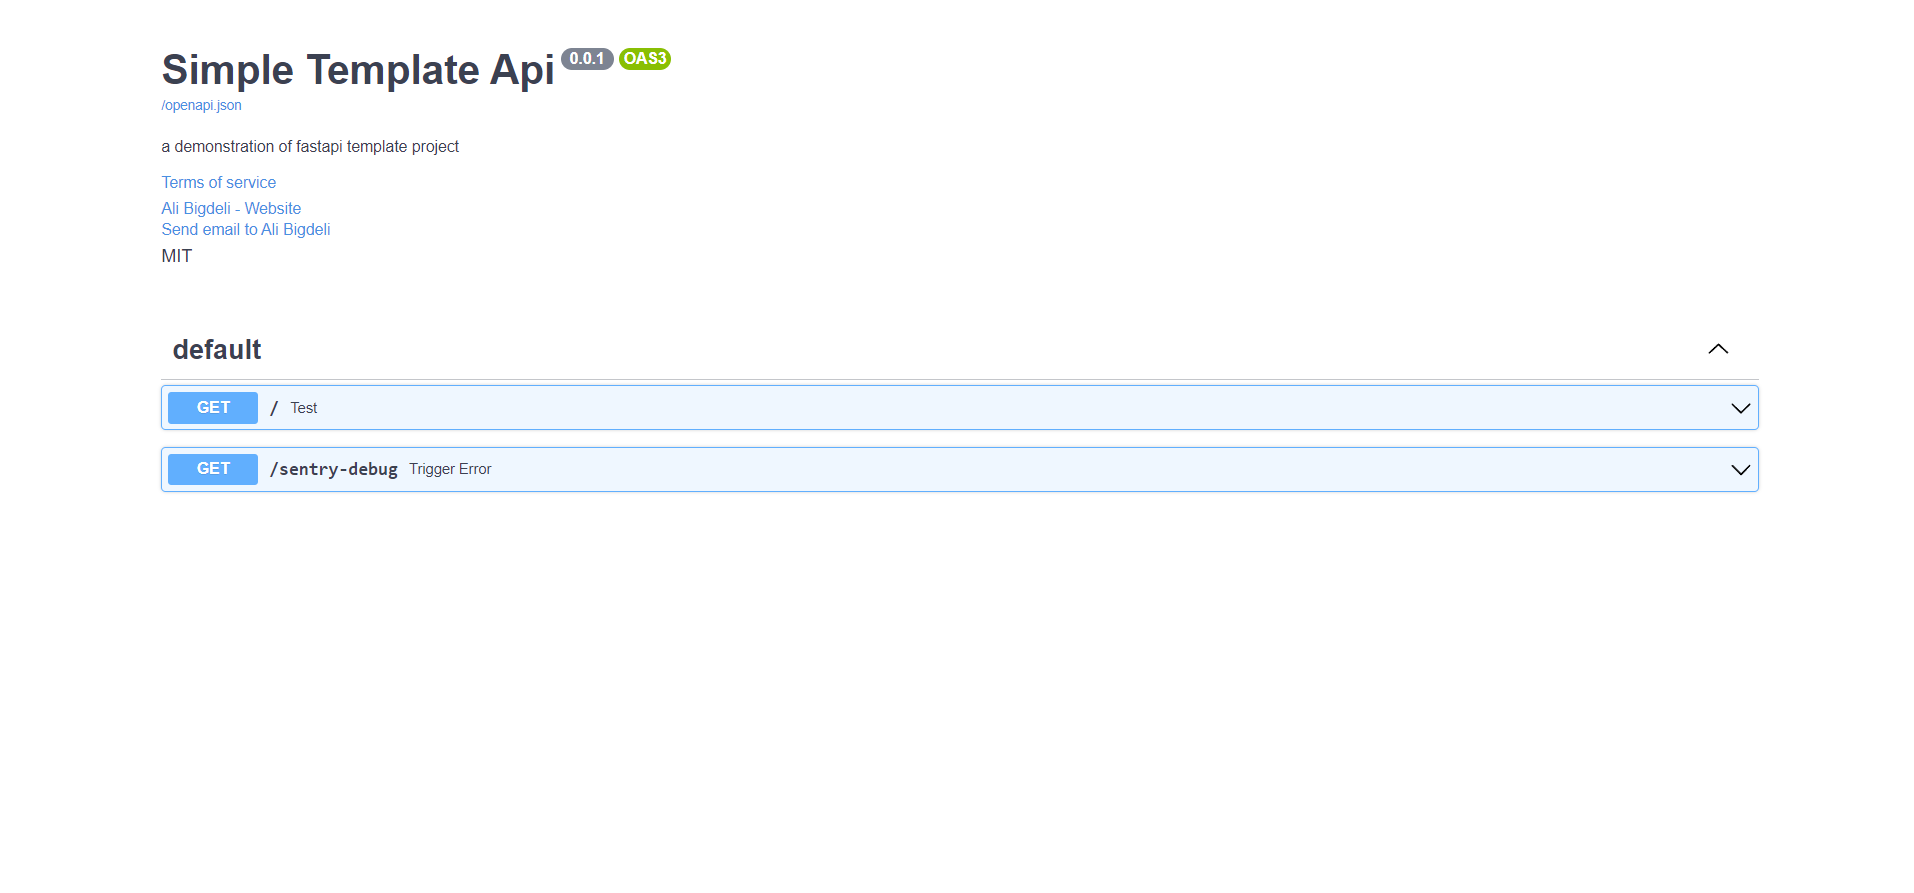 Simple Template Api 0.0.1 OAS3
/openapi.json
a demonstration of fastapi template project
Terms of service
Ali Bigdeli - Website
Send email to Ali Bigdeli
MIT
default
GET / Test
GET /sentry-debug Trigger Error